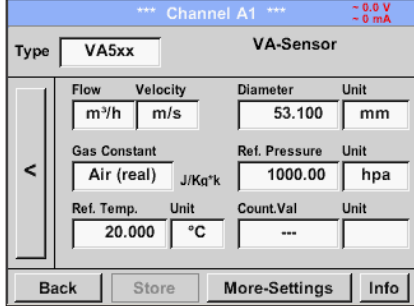 *** Channel A1 ***
~ 0.0 V
~ 0 mA
Type VA5xx VA-Sensor
Flow Velocity Diameter Unit
m³/h m/s 53.100 mm
Gas Constant Ref. Pressure Unit
< Air (real) J/Kg*k 1000.00 hpa
Ref. Temp. Unit Count.Val Unit
20.000 °C ---
Back Store More-Settings Info